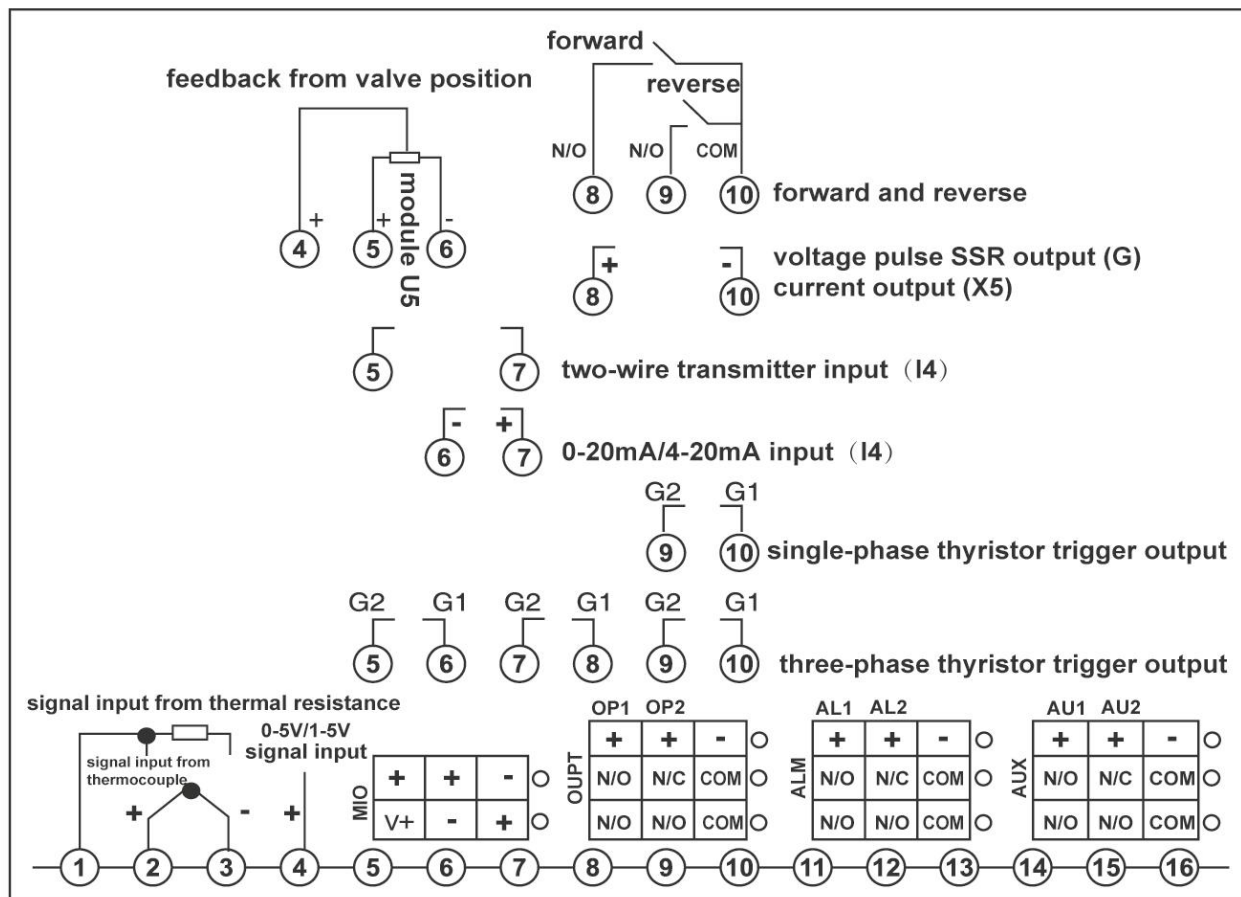 forward
feedback from valve position
reverse
N/O N/O COM
8 9 10 forward and reverse
+ + -
4 5 6
module U5
+ - voltage pulse SSR output (G)
8 10 current output (X5)
5 7 two-wire transmitter input（I4）
- +
6 7 0-20mA/4-20mA input（I4）
G2 G1
9 10 single-phase thyristor trigger output
G2 G1 G2 G1 G2 G1
5 6 7 8 9 10 three-phase thyristor trigger output
signal input from thermal resistance
0-5V/1-5V
signal input
signal input from
thermocouple
+ - +
MIO
+ + -
V+ - +
OP1 OP2
OUPT
+ + -
N/O N/C COM
N/O N/O COM
AL1 AL2
ALM
+ + -
N/O N/C COM
N/O N/O COM
AU1 AU2
AUX
+ + -
N/O N/C COM
N/O N/O COM
1 2 3 4 5 6 7 8 9 10 11 12 13 14 15 16